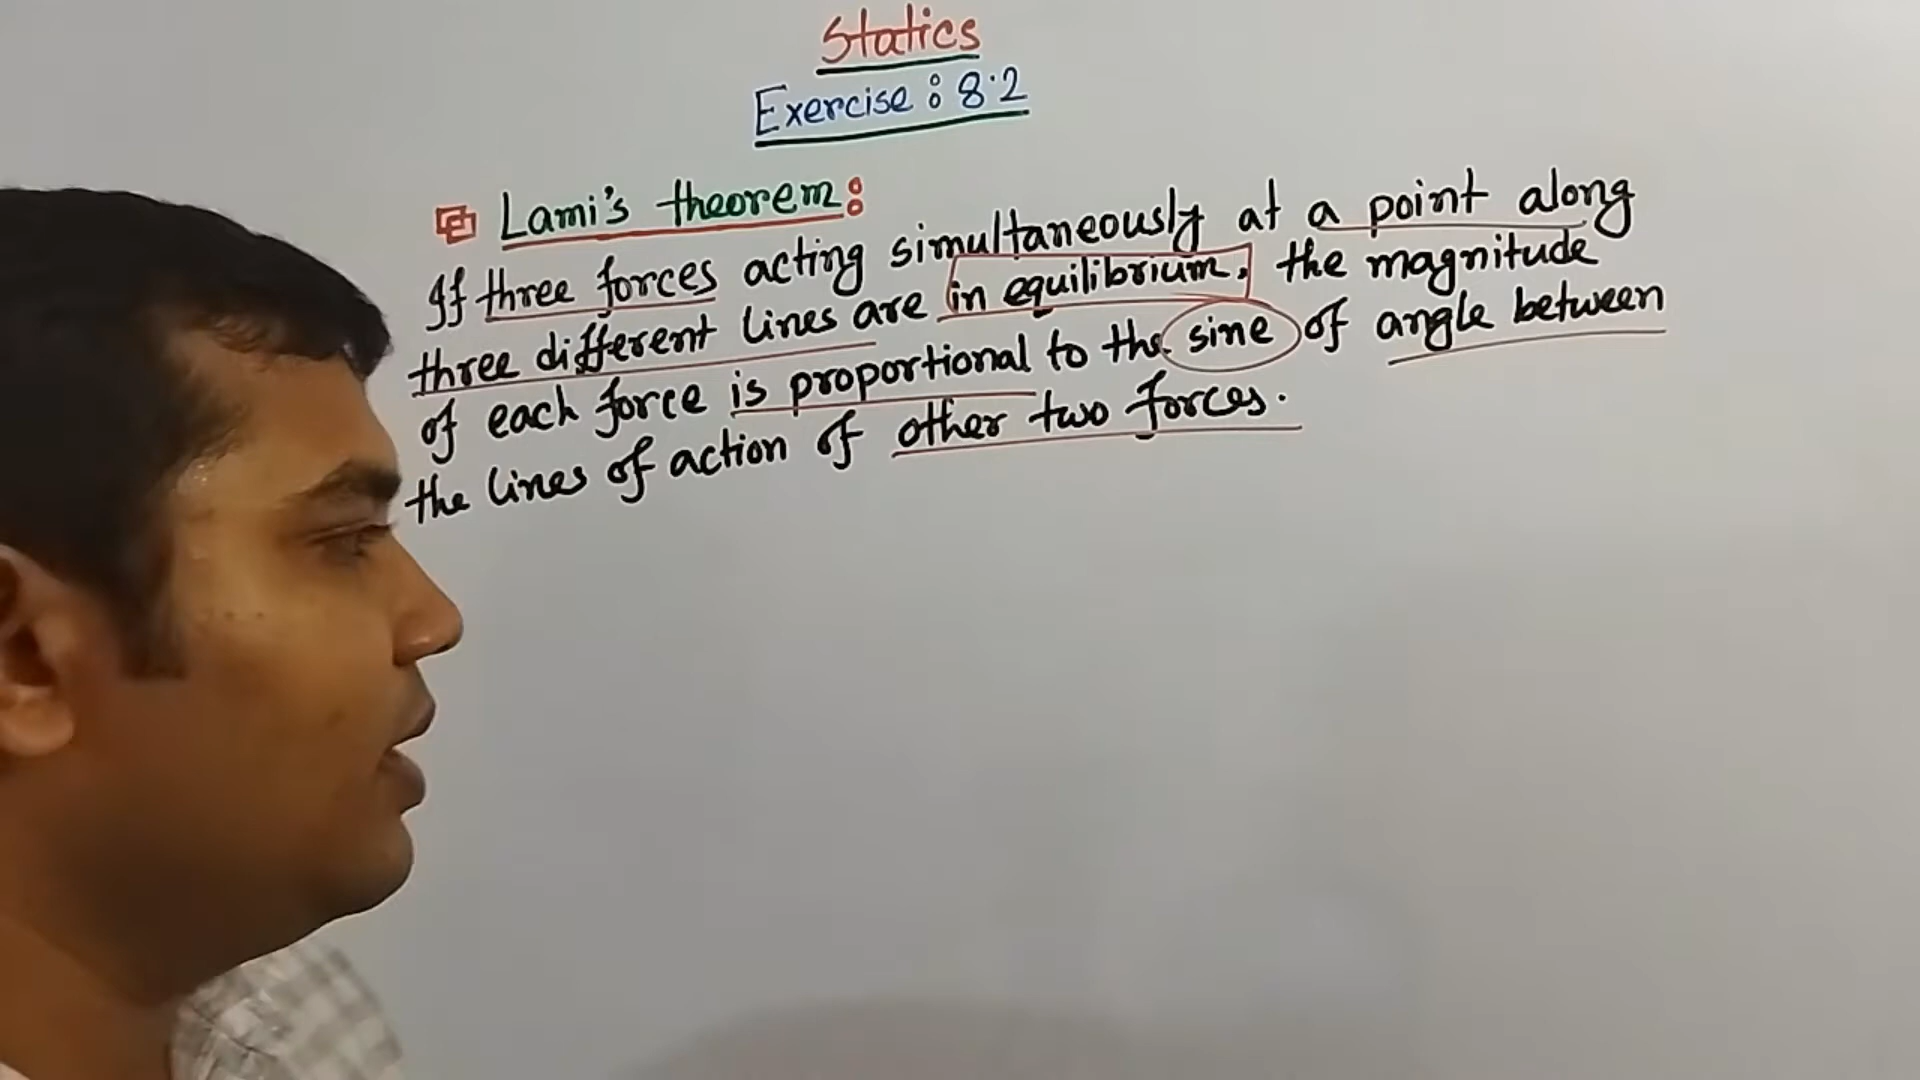 Statics
Exercise : 8.2
Lami's theorem:
If three forces acting simultaneously at a point along
three different lines are in equilibrium, the magnitude
of each force is proportional to the sine of angle between
the lines of action of other two forces.